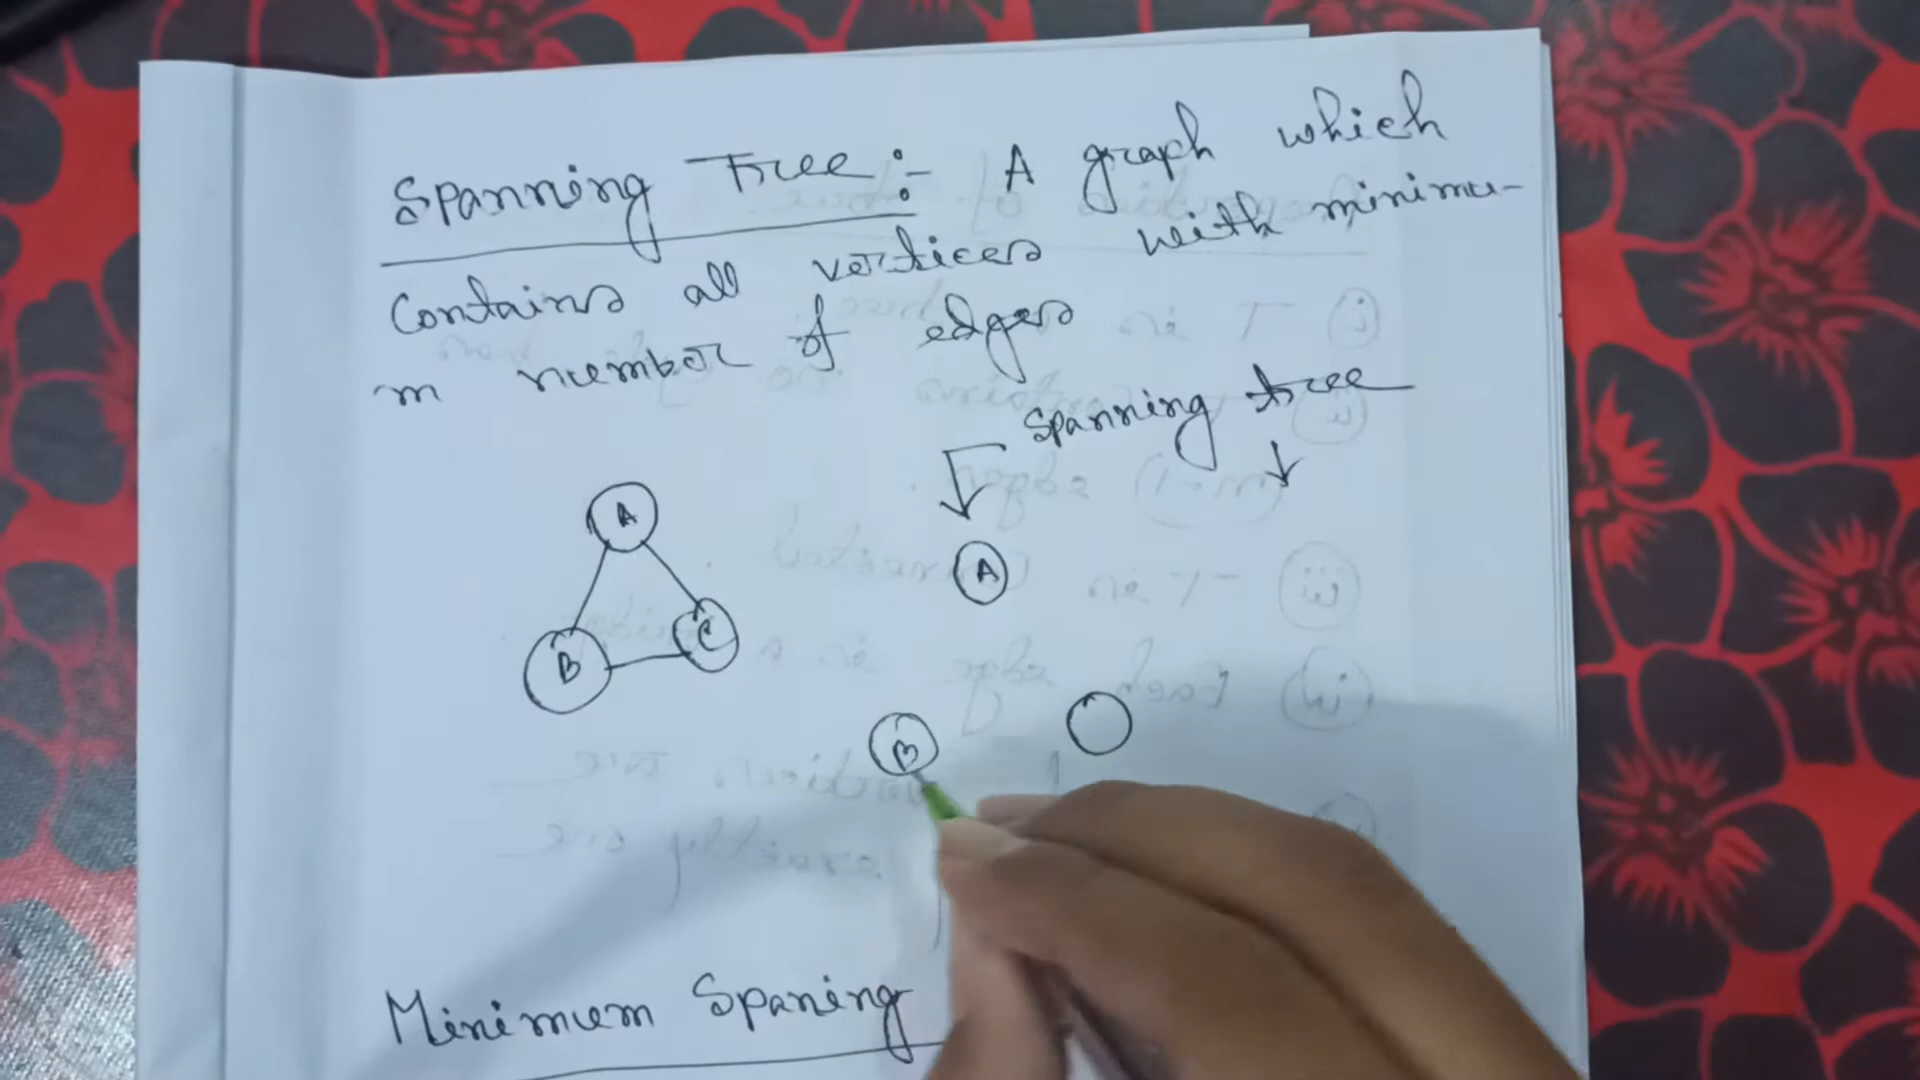 Spanning Tree :- A graph which
Contains all vertices with minimu-
m number of edges
Spanning tree
A
B
C
A
B
Minimum Spaning